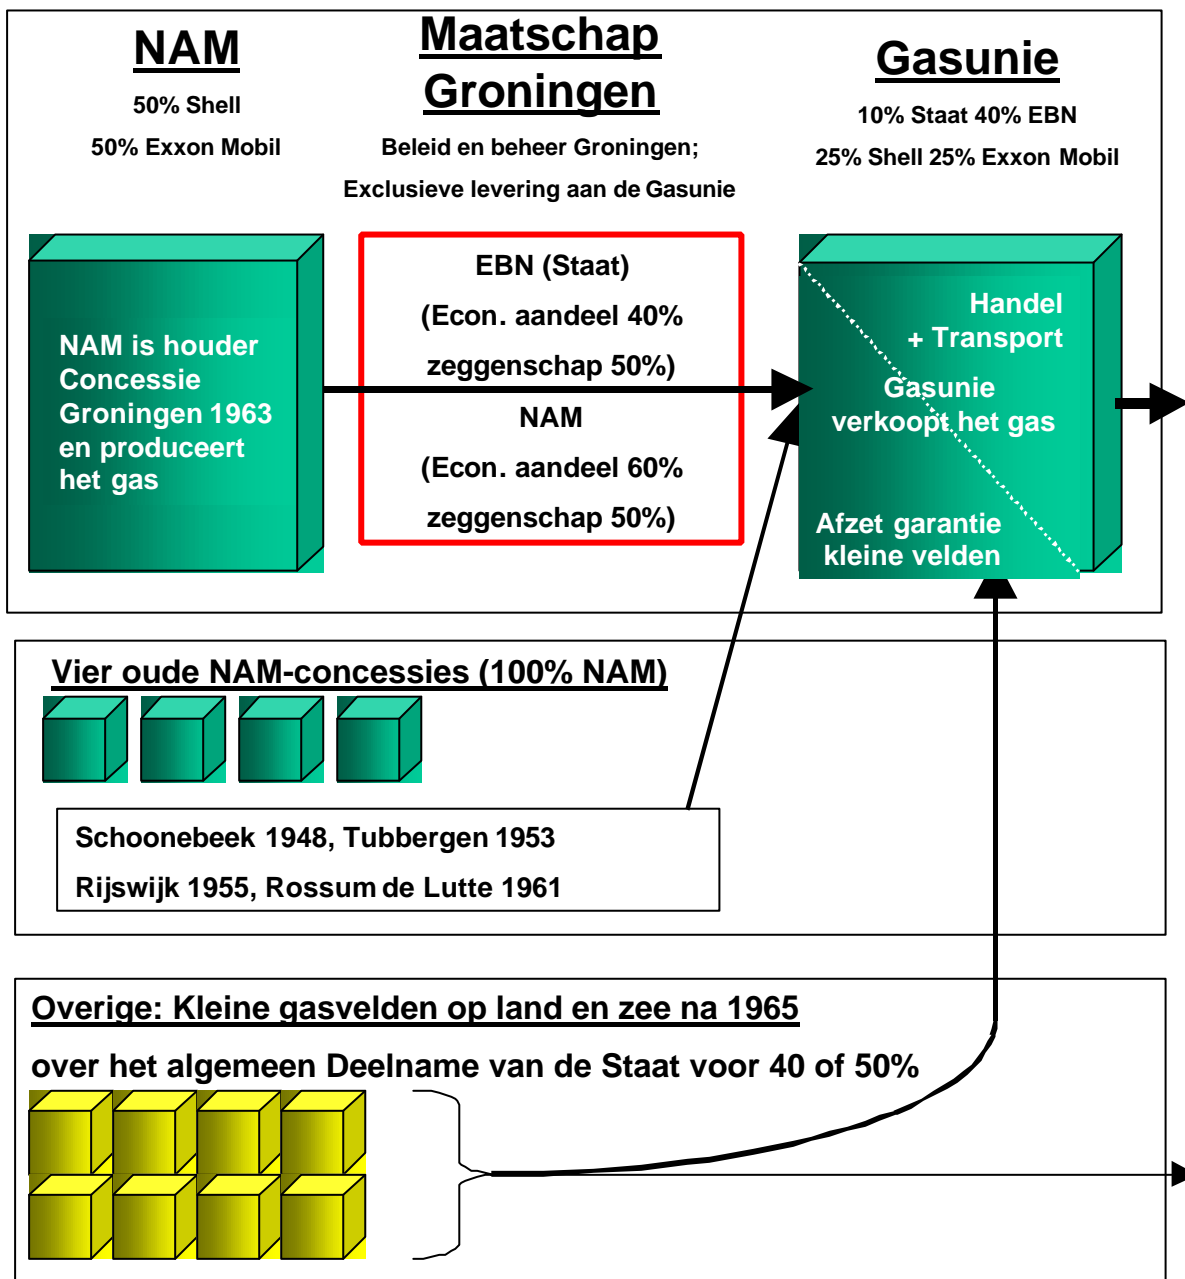 NAM
50% Shell
50% Exxon Mobil
Maatschap
Groningen
Beleid en beheer Groningen;
Exclusieve levering aan de Gasunie
Gasunie
10% Staat 40% EBN
25% Shell 25% Exxon Mobil
NAM is houder
Concessie
Groningen 1963
en produceert
het gas
EBN (Staat)
(Econ. aandeel 40%
zeggenschap 50%)
NAM
(Econ. aandeel 60%
zeggenschap 50%)
Handel
+ Transport
Gasunie
verkoopt het gas
Afzet garantie
kleine velden
Vier oude NAM-concessies (100% NAM)
Schoonebeek 1948, Tubbergen 1953
Rijswijk 1955, Rossum de Lutte 1961
Overige: Kleine gasvelden op land en zee na 1965
over het algemeen Deelname van de Staat voor 40 of 50%